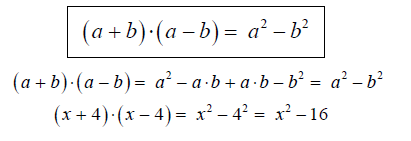 (a + b)·(a − b) = a² − b²
(a + b)·(a − b) = a² − a·b + a·b − b² = a² − b²
(x + 4)·(x − 4) = x² − 4² = x² − 16